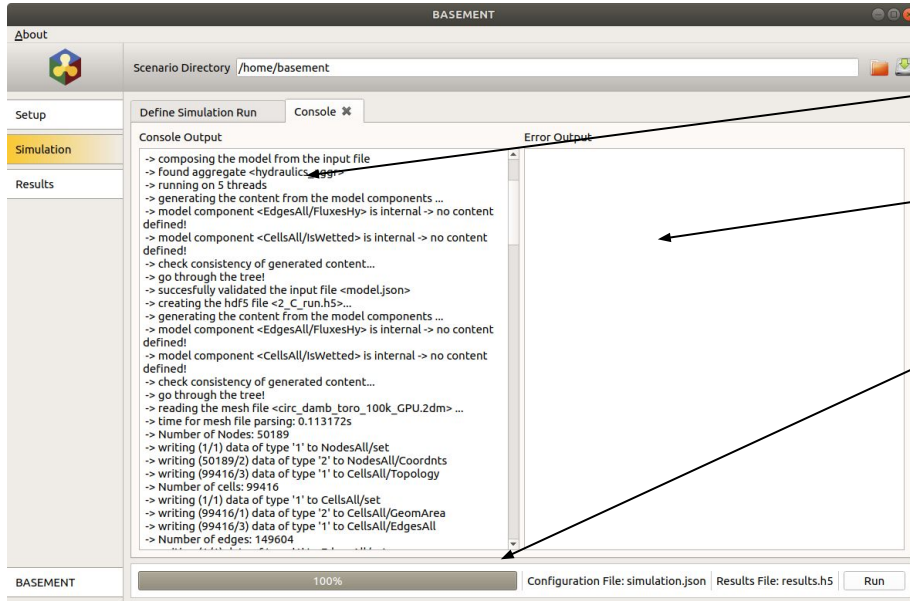 BASEMENT
About
Scenario Directory /home/basement
Setup
Simulation
Results
Define Simulation Run Console
Console Output Error Output
-> composing the model from the input file
-> found aggregate <hydraulics_aggr>
-> running on 5 threads
-> generating the content from the model components ...
-> model component <EdgesAll/FluxesHy> is internal -> no content
defined!
-> model component <CellsAll/IsWetted> is internal -> no content
defined!
-> check consistency of generated content...
-> go through the tree!
-> succesfully validated the input file <model.json>
-> creating the hdf5 file <2_C_run.h5>...
-> generating the content from the model components ...
-> model component <EdgesAll/FluxesHy> is internal -> no content
defined!
-> model component <CellsAll/IsWetted> is internal -> no content
defined!
-> check consistency of generated content...
-> go through the tree!
-> reading the mesh file <circ_damb_toro_100k_GPU.2dm> ...
-> time for mesh file parsing: 0.113172s
-> Number of Nodes: 50189
-> writing (1/1) data of type '1' to NodesAll/set
-> writing (50189/2) data of type '2' to NodesAll/Coordnts
-> writing (99416/3) data of type '1' to CellsAll/Topology
-> Number of cells: 99416
-> writing (1/1) data of type '1' to CellsAll/set
-> writing (99416/1) data of type '2' to CellsAll/GeomArea
-> writing (99416/3) data of type '1' to CellsAll/EdgesAll
-> Number of edges: 149604
BASEMENT
100%
Configuration File: simulation.json Results File: results.h5 Run